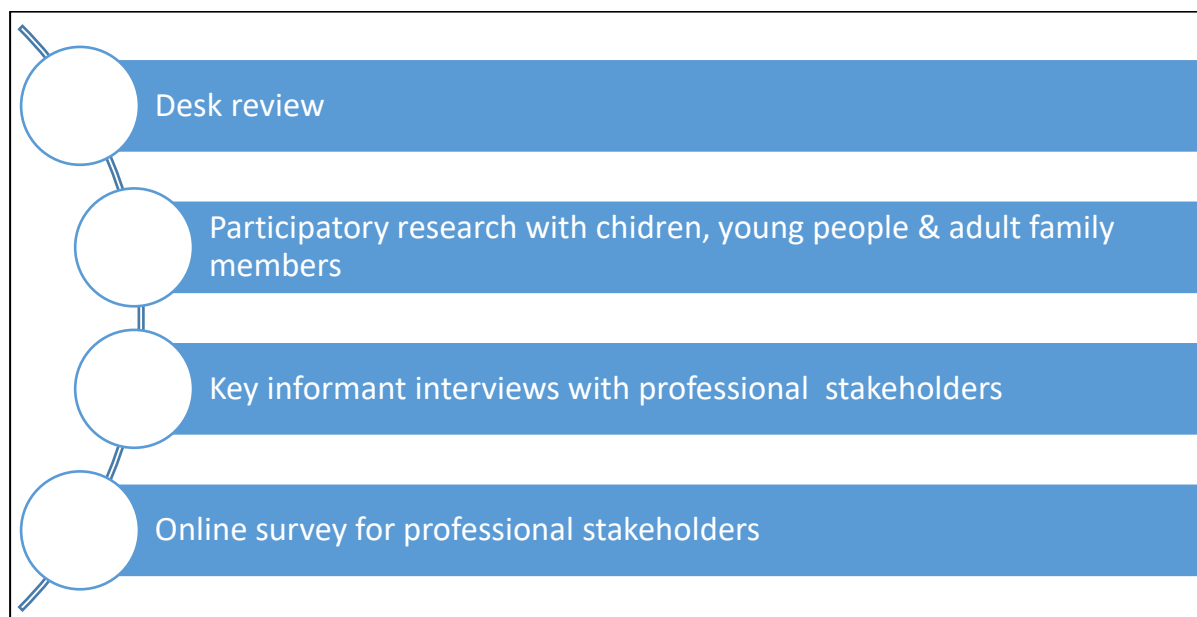 Desk review
Participatory research with chidren, young people & adult family
members
Key informant interviews with professional  stakeholders
Online survey for professional stakeholders